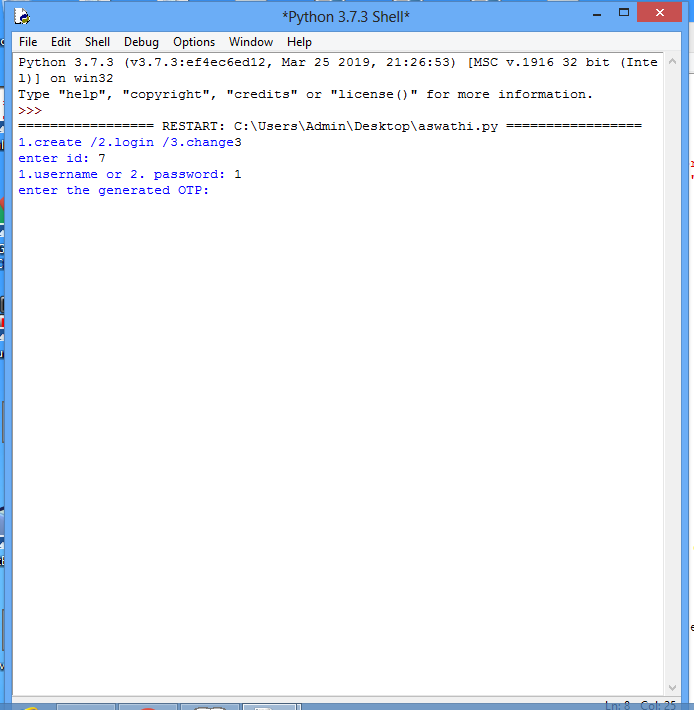 *Python 3.7.3 Shell*
File Edit Shell Debug Options Window Help
Python 3.7.3 (v3.7.3:ef4ec6ed12, Mar 25 2019, 21:26:53) [MSC v.1916 32 bit (Inte
l)] on win32
Type "help", "copyright", "credits" or "license()" for more information.
>>>
================= RESTART: C:\Users\Admin\Desktop\aswathi.py =================
1.create /2.login /3.change3
enter id: 7
1.username or 2. password: 1
enter the generated OTP:
Ln: 8 Col: 25